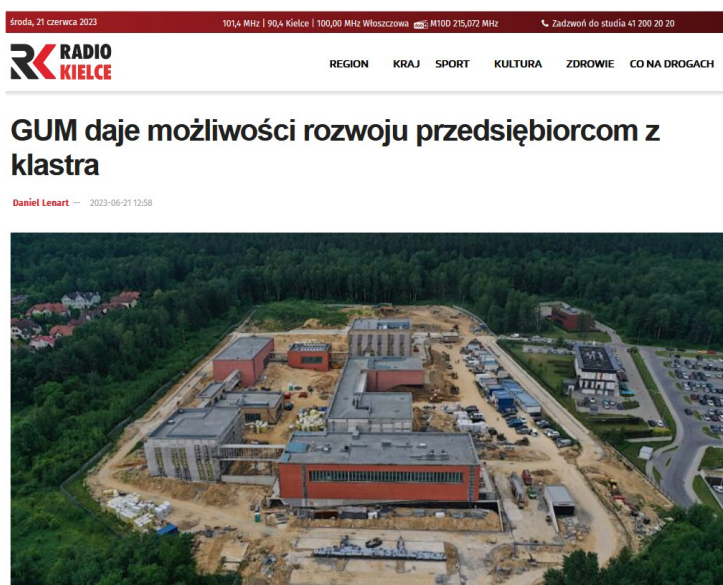 środa, 21 czerwca 2023
101,4 MHz | 90,4 Kielce | 100,00 MHz Włoszczowa
M10D 215,072 MHz
Zadzwoń do studia 41 200 20 20
RADIO
KIELCE
REGION KRAJ SPORT KULTURA ZDROWIE CO NA DROGACH
GUM daje możliwości rozwoju przedsiębiorcom z
klastra
Daniel Lenart — 2023-06-21 12:58